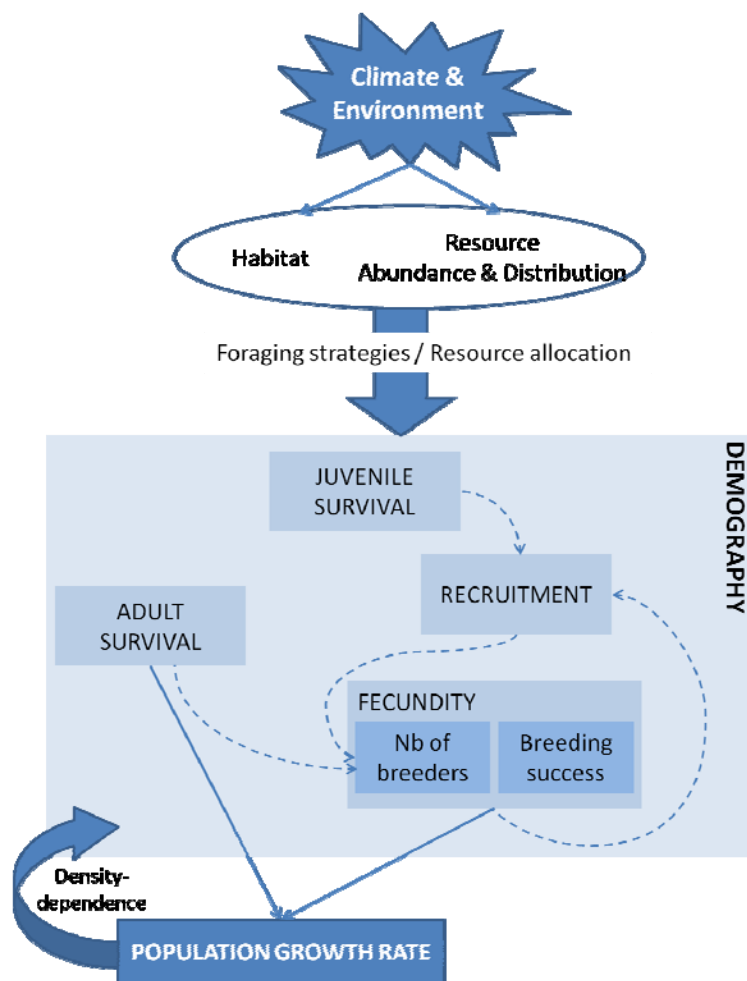 Climate &
Environment
Habitat
Resource
Abundance & Distribution
Foraging strategies / Resource allocation
DEMOGRAPHY
JUVENILE
SURVIVAL
RECRUITMENT
ADULT
SURVIVAL
FECUNDITY
Nb of
breeders
Breeding
success
Density-
dependence
POPULATION GROWTH RATE